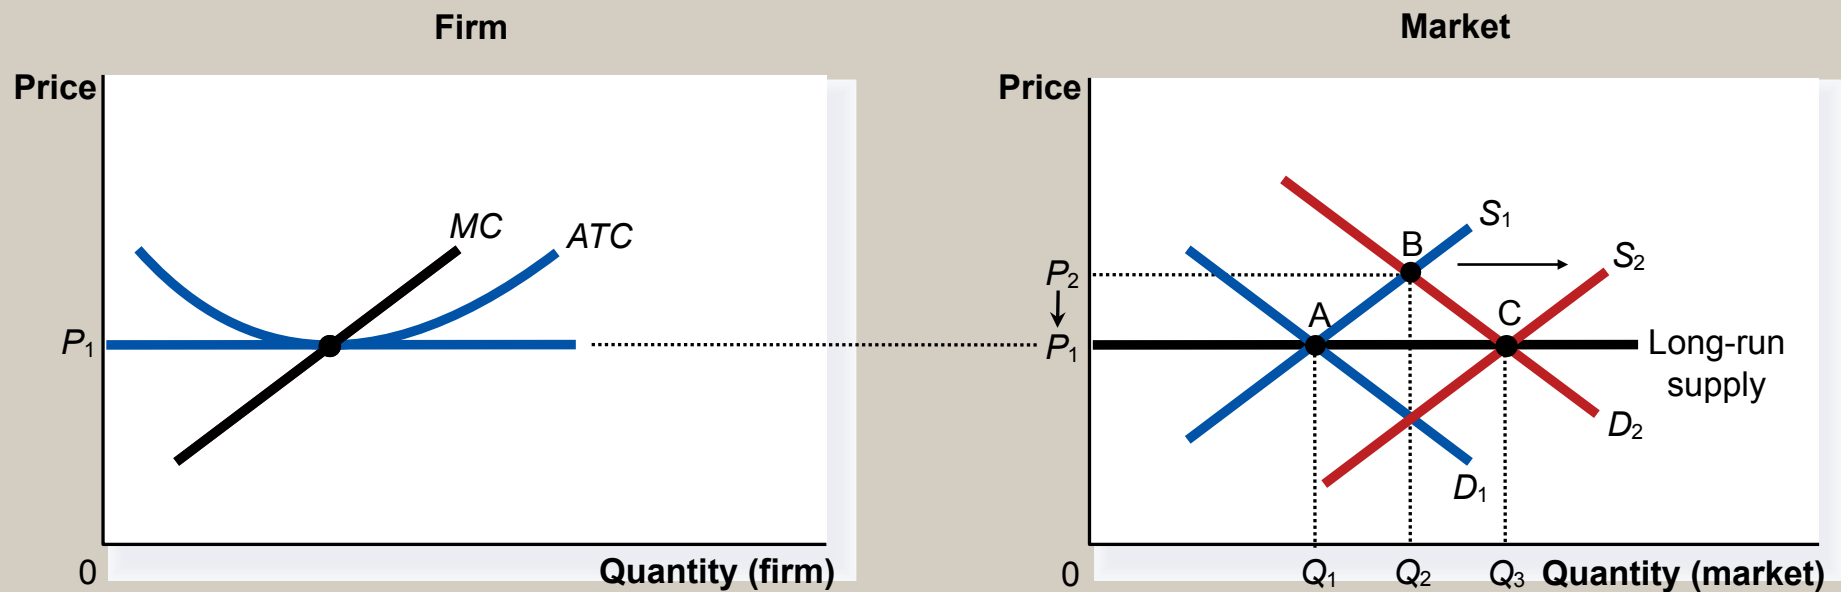 Firm
Price
MC
ATC
P1
0
Quantity (firm)
Market
Price
S1
B
S2
P2
A
C
P1
Long-run
supply
D2
D1
0
Q1
Q2
Q3
Quantity (market)